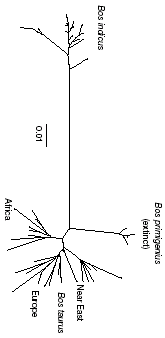 Bos indicus
0.01
Bos primigenius
(extinct)
Africa
Near East
Bos taurus
Europe